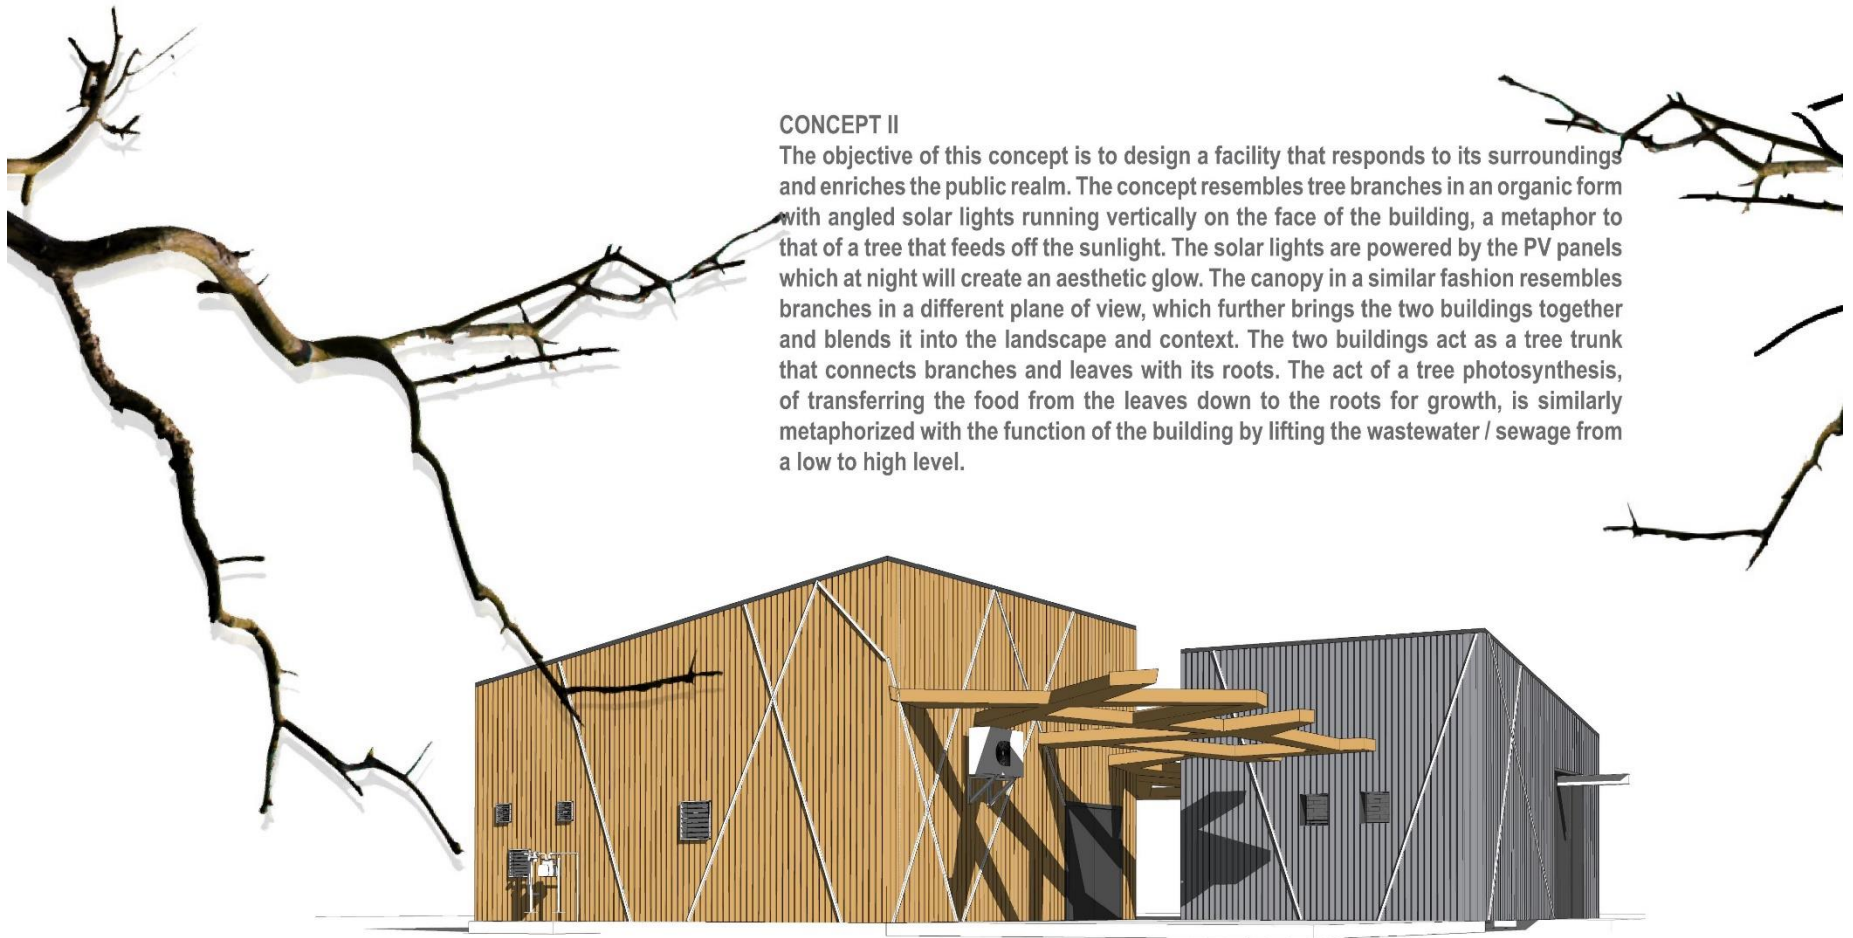 CONCEPT II
The objective of this concept is to design a facility that responds to its surroundings
and enriches the public realm. The concept resembles tree branches in an organic form
with angled solar lights running vertically on the face of the building, a metaphor to
that of a tree that feeds off the sunlight. The solar lights are powered by the PV panels
which at night will create an aesthetic glow. The canopy in a similar fashion resembles
branches in a different plane of view, which further brings the two buildings together
and blends it into the landscape and context. The two buildings act as a tree trunk
that connects branches and leaves with its roots. The act of a tree photosynthesis,
of transferring the food from the leaves down to the roots for growth, is similarly
metaphorized with the function of the building by lifting the wastewater / sewage from
a low to high level.